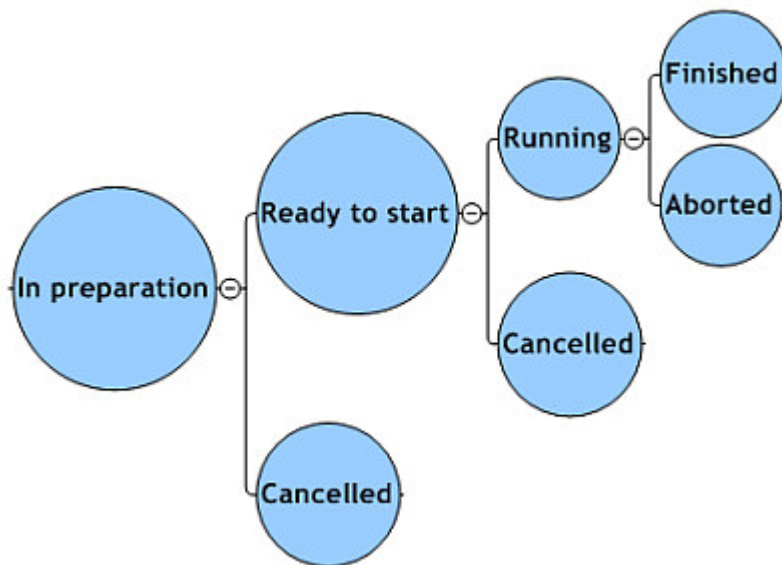 Finished
Running
Aborted
Ready to start
In preparation
Cancelled
Cancelled